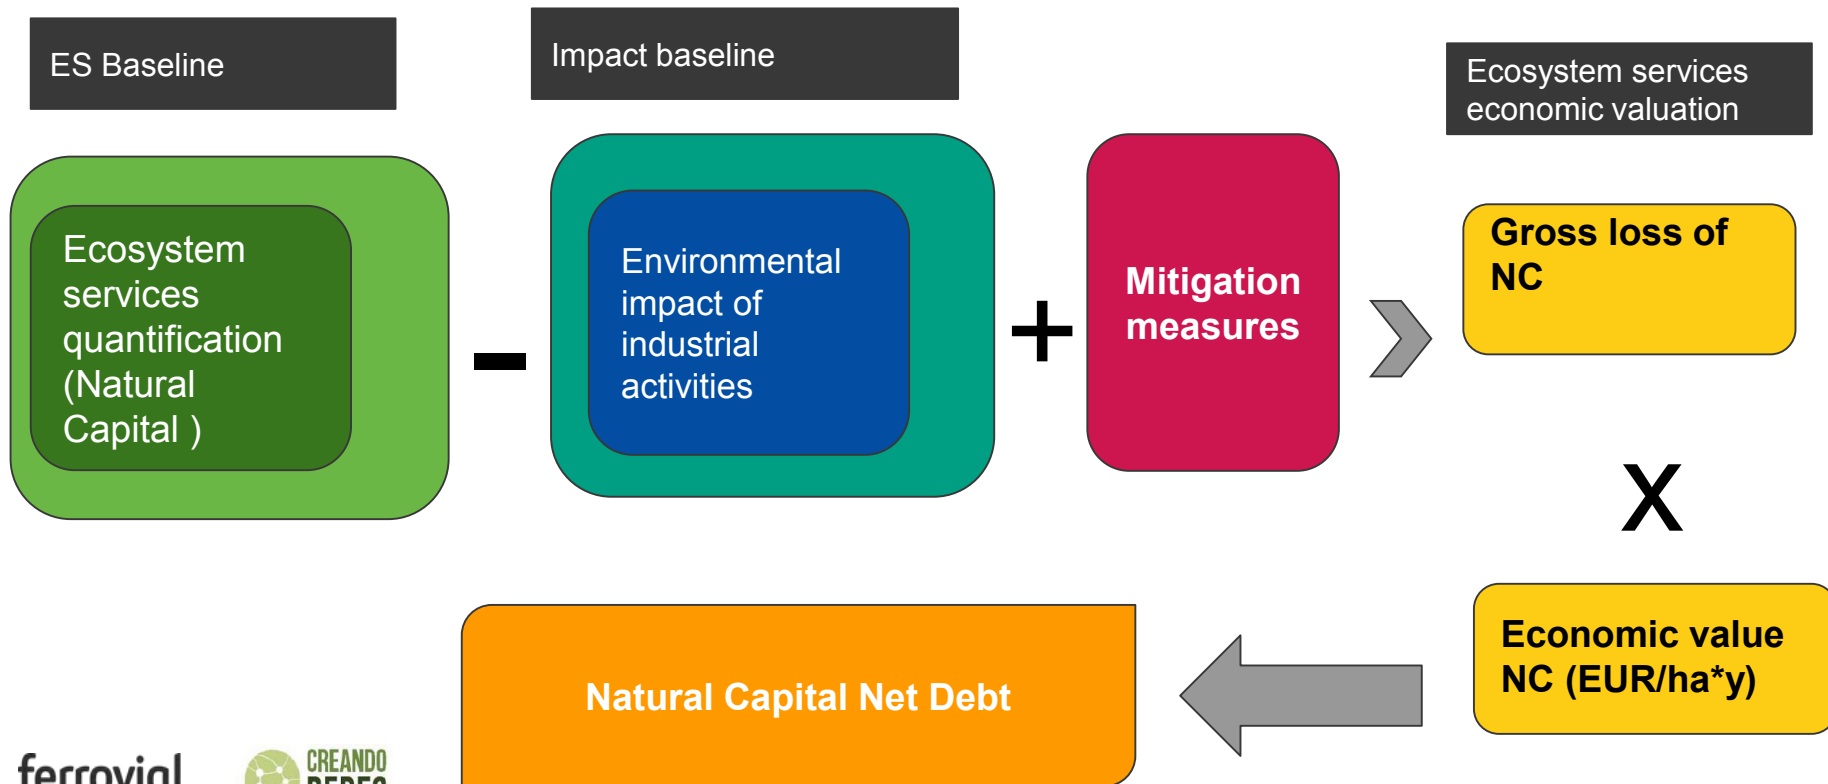 ES Baseline
Impact baseline
Ecosystem services
economic valuation
Ecosystem
services
quantification
(Natural
Capital )
-
Environmental
impact of
industrial
activities
+
Mitigation
measures
Gross loss of
NC
X
Economic value
NC (EUR/ha*y)
Natural Capital Net Debt
ferrovial
CREANDO
REDES